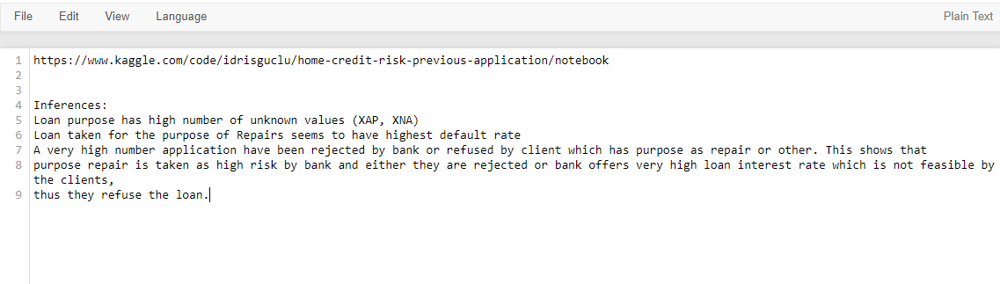 File Edit View Language Plain Text
1 https://www.kaggle.com/code/idrisguclu/home-credit-risk-previous-application/notebook
2
3
4 Inferences:
5 Loan purpose has high number of unknown values (XAP, XNA)
6 Loan taken for the purpose of Repairs seems to have highest default rate
7 A very high number application have been rejected by bank or refused by client which has purpose as repair or other. This shows that
8 purpose repair is taken as high risk by bank and either they are rejected or bank offers very high loan interest rate which is not feasible by
the clients,
9 thus they refuse the loan.